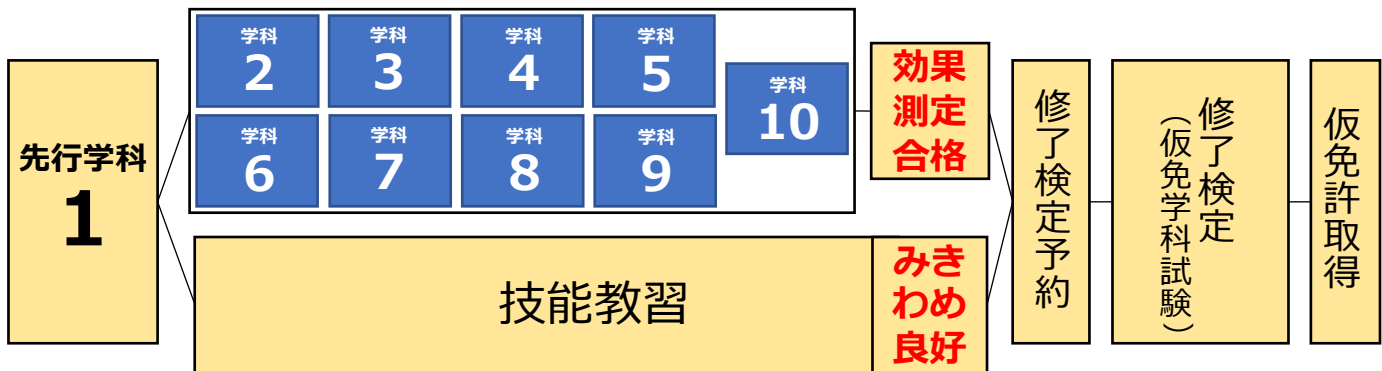 先行学科
1
学科
2
学科
3
学科
4
学科
5
学科
6
学科
7
学科
8
学科
9
学科
10
効果
測定
合格
技能教習
みき
わめ
良好
修了検定予約
修了検定
（仮免学科試験）
仮免許取得